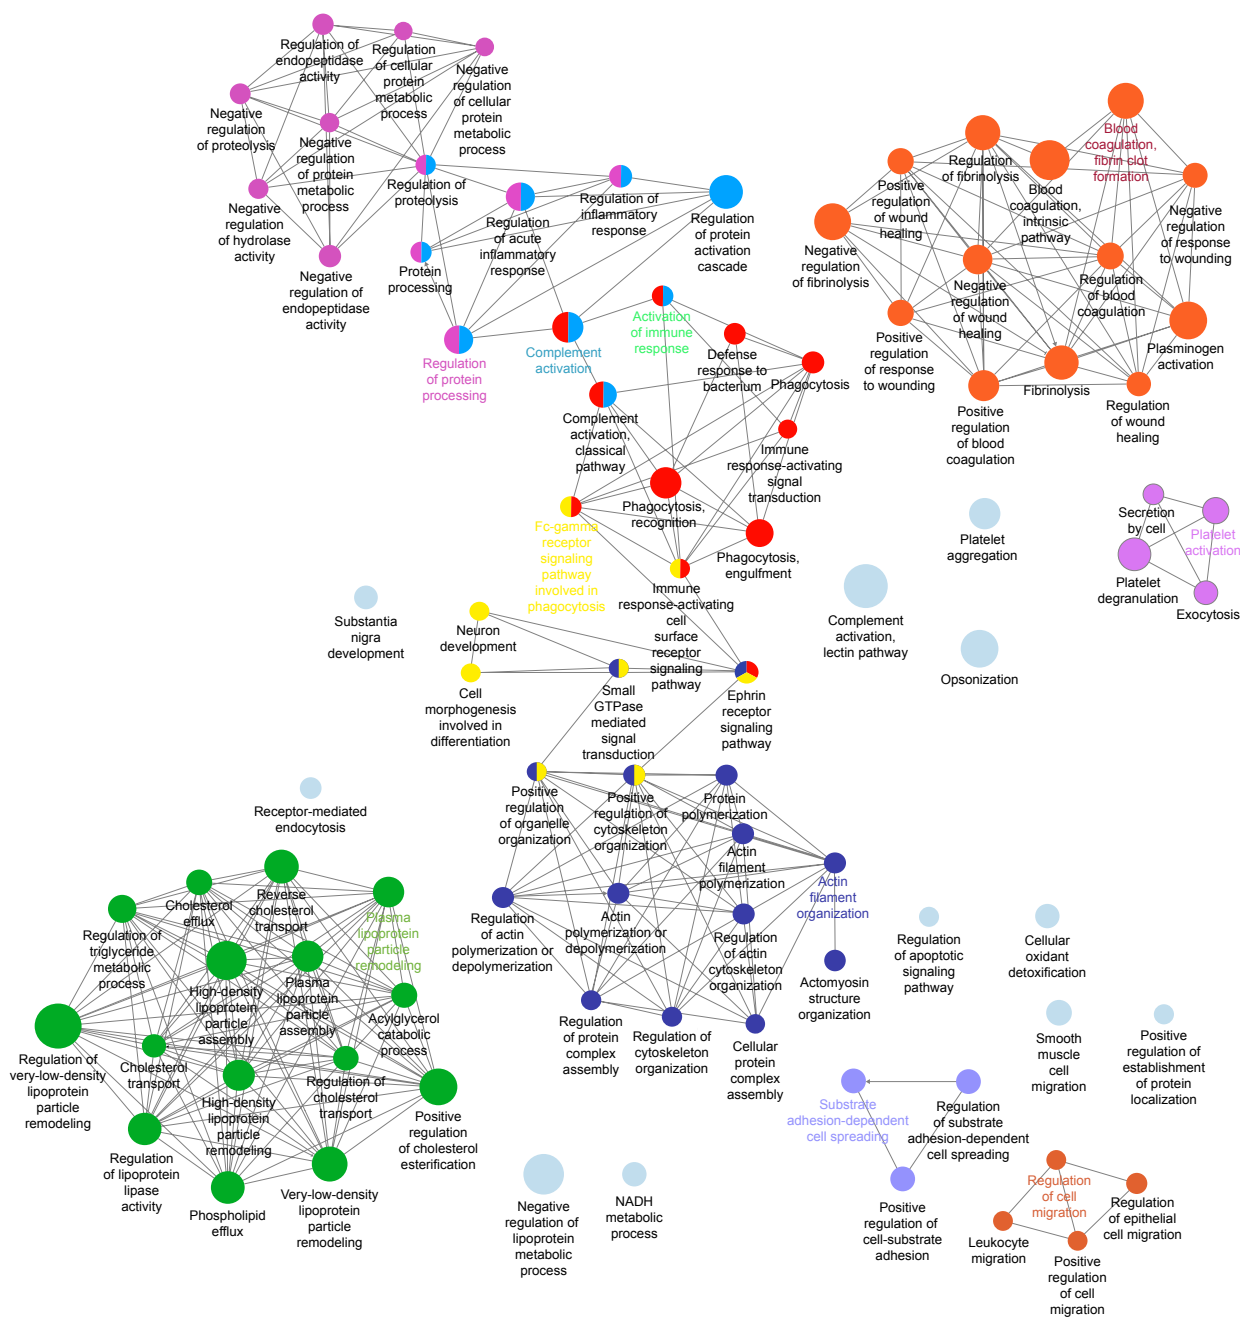 Regulation of
endopeptidase
activity
Regulation
of cellular
protein
metabolic
process
Negative
regulation
of cellular
protein
metabolic
process
Negative
regulation
of proteolysis
Negative
regulation
of protein
metabolic
process
Regulation of
proteolysis
Negative
regulation
of hydrolase
activity
Negative
regulation of
endopeptidase
activity
Regulation
of acute
inflammatory
response
Regulation of
inflammatory
response
Regulation
of protein
activation
cascade
Protein
processing
Regulation
of protein
processing
Complement
activation
Activation
of immune
response
Defense
response to
bacterium
Phagocytosis
Complement
activation,
classical
pathway
Immune
response-activating
signal
transduction
Phagocytosis,
recognition
Fc-gamma
receptor
signaling
pathway
involved in
phagocytosis
Phagocytosis,
engulfment
Immune
response-activating
cell
surface
receptor
signaling
pathway
Blood
coagulation,
fibrin clot
formation
Regulation
of fibrinolysis
Blood
coagulation,
intrinsic
pathway
Positive
regulation
of wound
healing
Negative
regulation
of response
to wounding
Negative
regulation
of fibrinolysis
Negative
regulation
of wound
healing
Regulation
of blood
coagulation
Positive
regulation
of response
to wounding
Plasminogen
activation
Fibrinolysis
Positive
regulation
of blood
coagulation
Regulation
of wound
healing
Platelet
aggregation
Secretion
by cell
Platelet
activation
Platelet
degranulation
Exocytosis
Complement
activation,
lectin pathway
Opsonization
Substantia
nigra
development
Neuron
development
Cell
morphogenesis
involved in
differentiation
Small
GTPase
mediated
signal
transduction
Ephrin
receptor
signaling
pathway
Receptor-mediated
endocytosis
Positive
regulation
of organelle
organization
Positive
regulation of
cytoskeleton
organization
Protein
polymerization
Actin
filament
polymerization
Actin
filament
organization
Regulation
of actin
polymerization or
depolymerization
Actin
polymerization or
depolymerization
Regulation
of actin
cytoskeleton
organization
Actomyosin
structure
organization
Regulation
of protein
complex
assembly
Regulation of
cytoskeleton
organization
Cellular
protein
complex
assembly
Reverse
cholesterol
transport
Cholesterol
efflux
Plasma
lipoprotein
particle
remodeling
Regulation of
triglyceride
metabolic
process
High-density
lipoprotein
particle
assembly
Plasma
lipoprotein
particle
assembly
Acylglycerol
catabolic
process
Regulation of
very-low-density
lipoprotein
particle
remodeling
Cholesterol
transport
Regulation of
cholesterol
transport
High-density
lipoprotein
particle
remodeling
Positive
regulation
of cholesterol
esterification
Regulation
of lipoprotein
lipase
activity
Phospholipid
efflux
Very-low-density
lipoprotein
particle
remodeling
Regulation
of apoptotic
signaling
pathway
Cellular
oxidant
detoxification
Smooth
muscle
cell
migration
Positive
regulation of
establishment
of protein
localization
Substrate
adhesion-dependent
cell spreading
Regulation
of substrate
adhesion-dependent
cell spreading
Positive
regulation of
cell-substrate
adhesion
Negative
regulation of
lipoprotein
metabolic
process
NADH
metabolic
process
Regulation
of cell
migration
Regulation
of epithelial
cell migration
Leukocyte
migration
Positive
regulation
of cell
migration